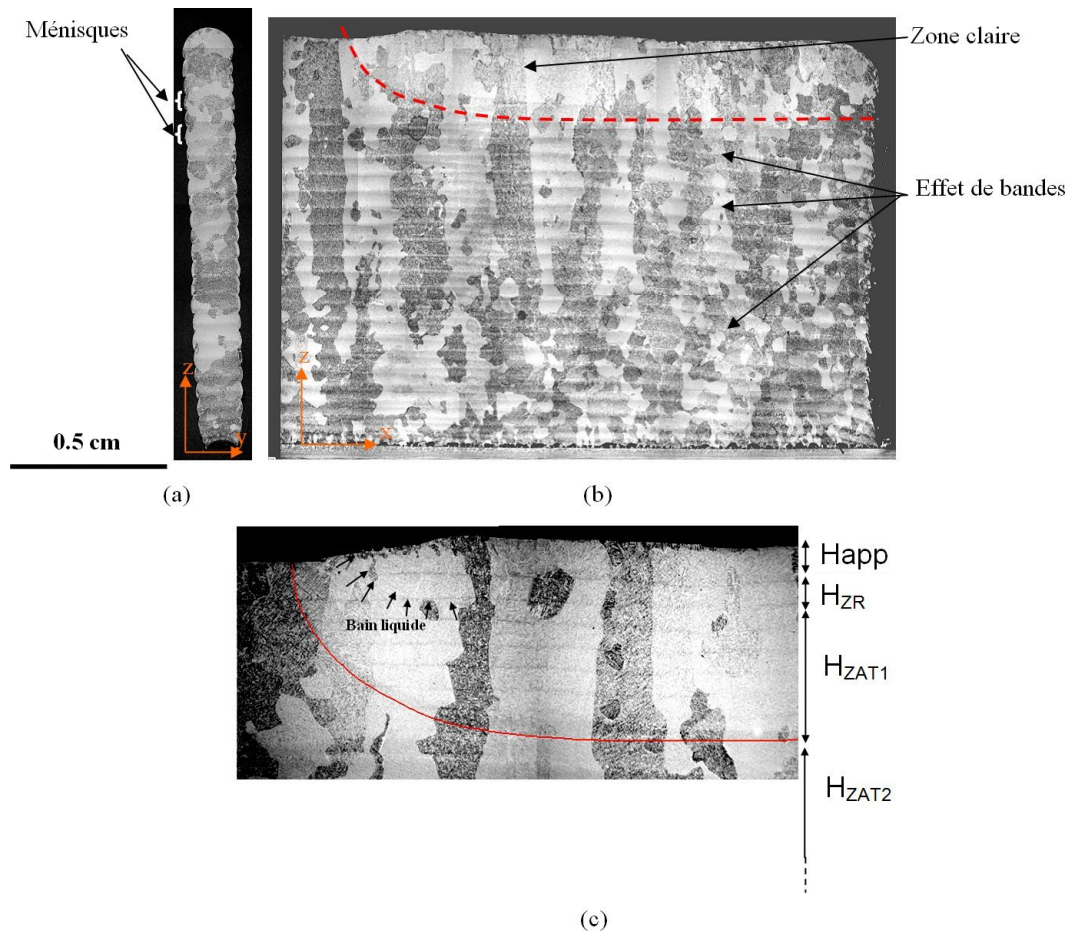 Ménisques
Zone claire
Effet de bandes
z
y
z
x
0.5 cm
(a)
(b)
Happ
HZR
Bain liquide
HZAT1
HZAT2
(c)